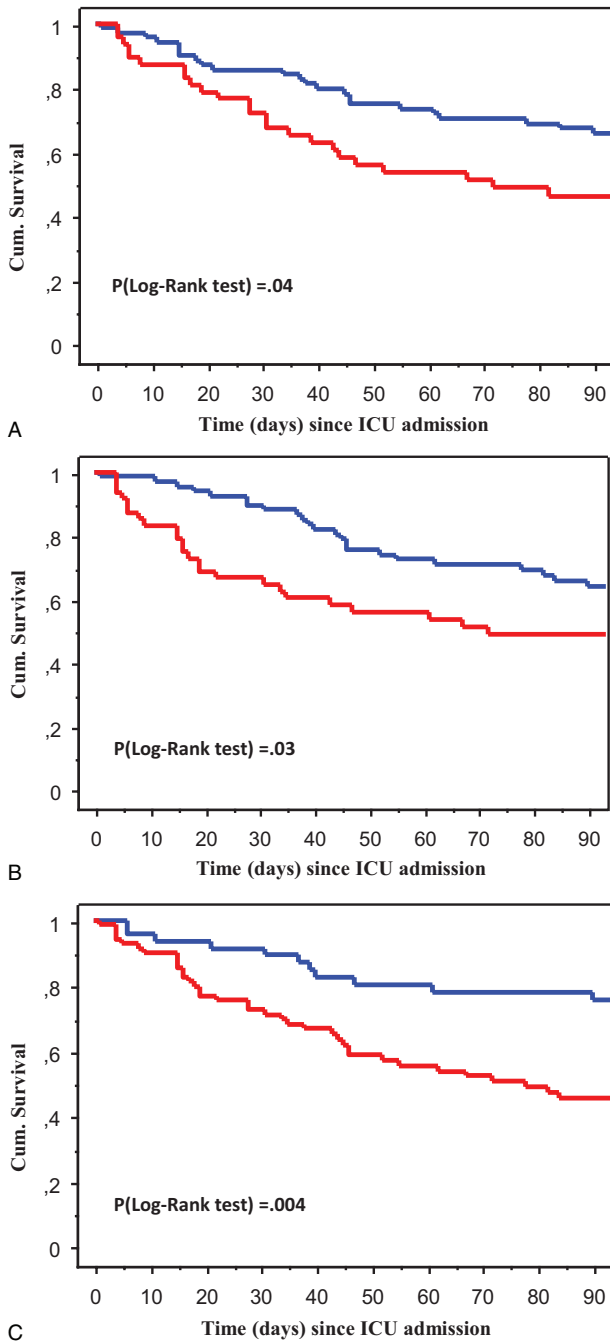 1
,8
,6
,4
,2
0
Cum. Survival
P(Log-Rank test) =.04
0 10 20 30 40 50 60 70 80 90
Time (days) since ICU admission
A
1
,8
,6
,4
,2
0
Cum. Survival
P(Log-Rank test) =.03
0 10 20 30 40 50 60 70 80 90
Time (days) since ICU admission
B
1
,8
,6
,4
,2
0
Cum. Survival
P(Log-Rank test) =.004
0 10 20 30 40 50 60 70 80 90
Time (days) since ICU admission
C